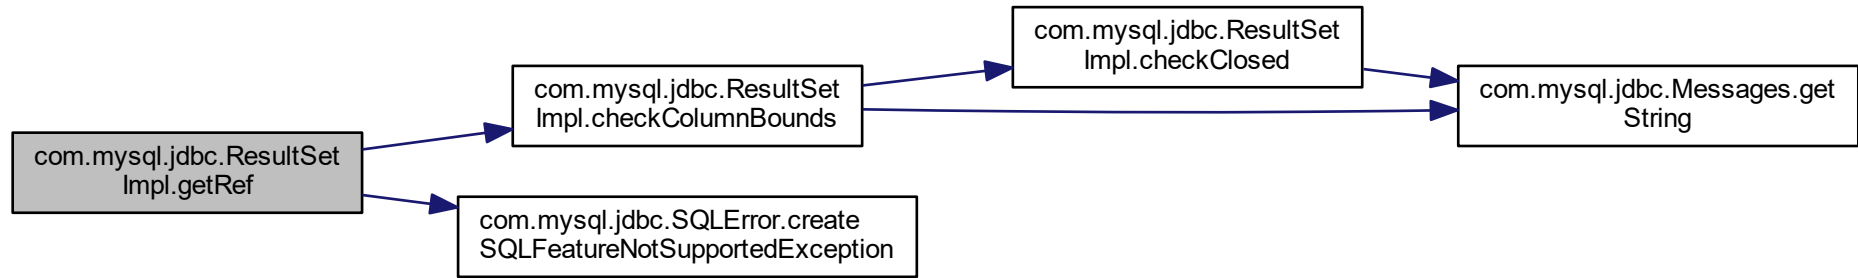 com.mysql.jdbc.ResultSet
Impl.getRef
com.mysql.jdbc.ResultSet
Impl.checkColumnBounds
com.mysql.jdbc.ResultSet
Impl.checkClosed
com.mysql.jdbc.Messages.get
String
com.mysql.jdbc.SQLError.create
SQLFeatureNotSupportedException